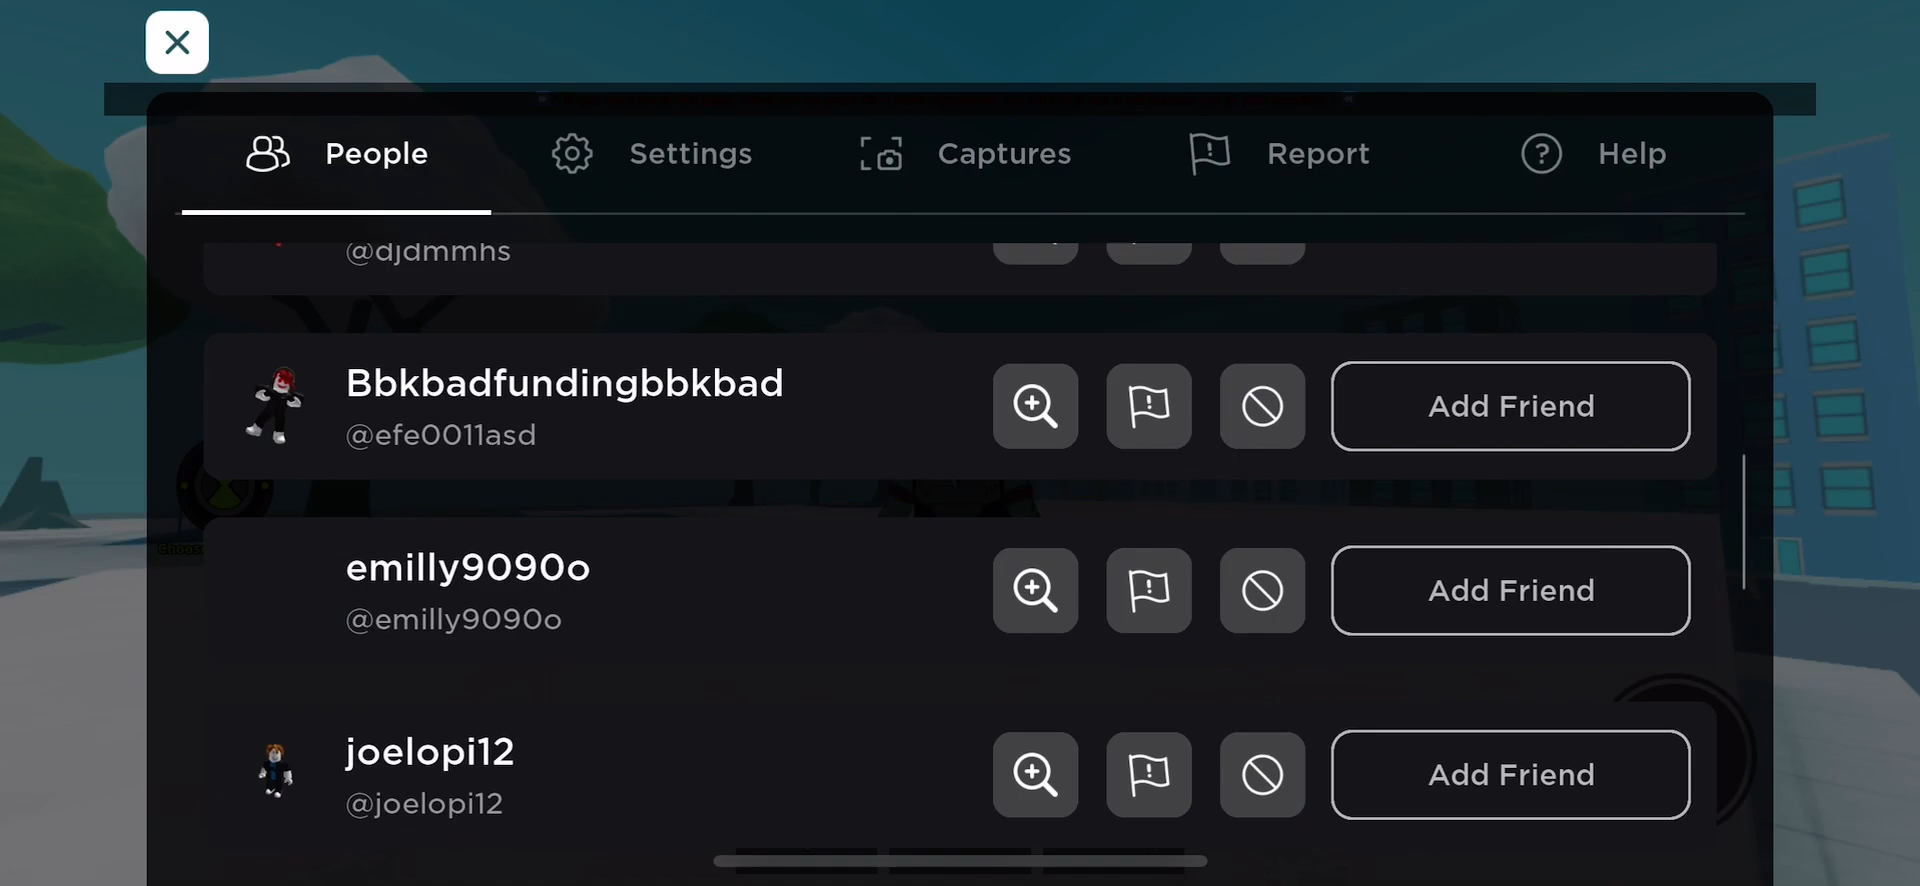 People
Settings
Captures
Report
Help
@djdmmhs
Bbkbadfundingbbkbad
@efe0011asd
Add Friend
emilly9090o
@emilly9090o
Add Friend
joelopi12
@joelopi12
Add Friend